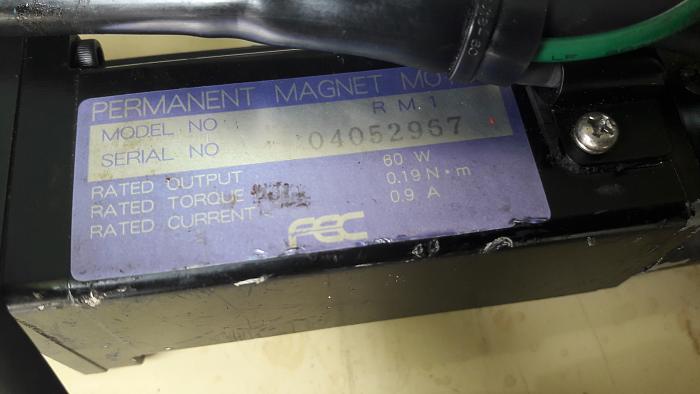 PERMANENT MAGNET
MODEL NO R M. 1
SERIAL NO 04052957
RATED OUTPUT 60 W
RATED TORQUE 0.19 N·m
RATED CURRENT 0.9 A
FEC